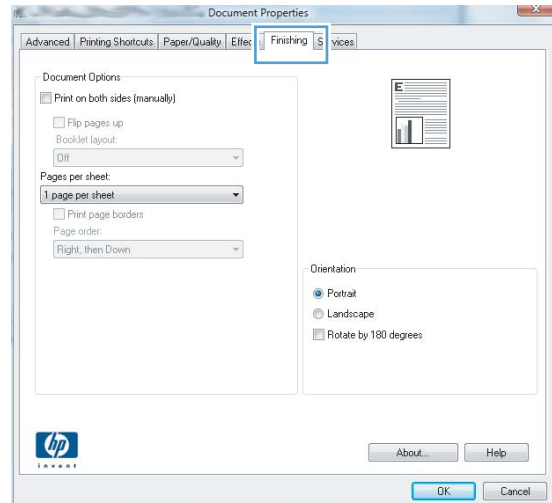 Document Properties
Advanced Printing Shortcuts Paper/Quality Finishing
Document Options
Print on both sides (manually)
Flip pages up
Booklet layout:
Off
Pages per sheet:
1 page per sheet
Print page borders
Page order:
Right, then Down
E
Orientation
Portrait
Landscape
Rotate by 180 degrees
hp
invent
About... Help
OK Cancel